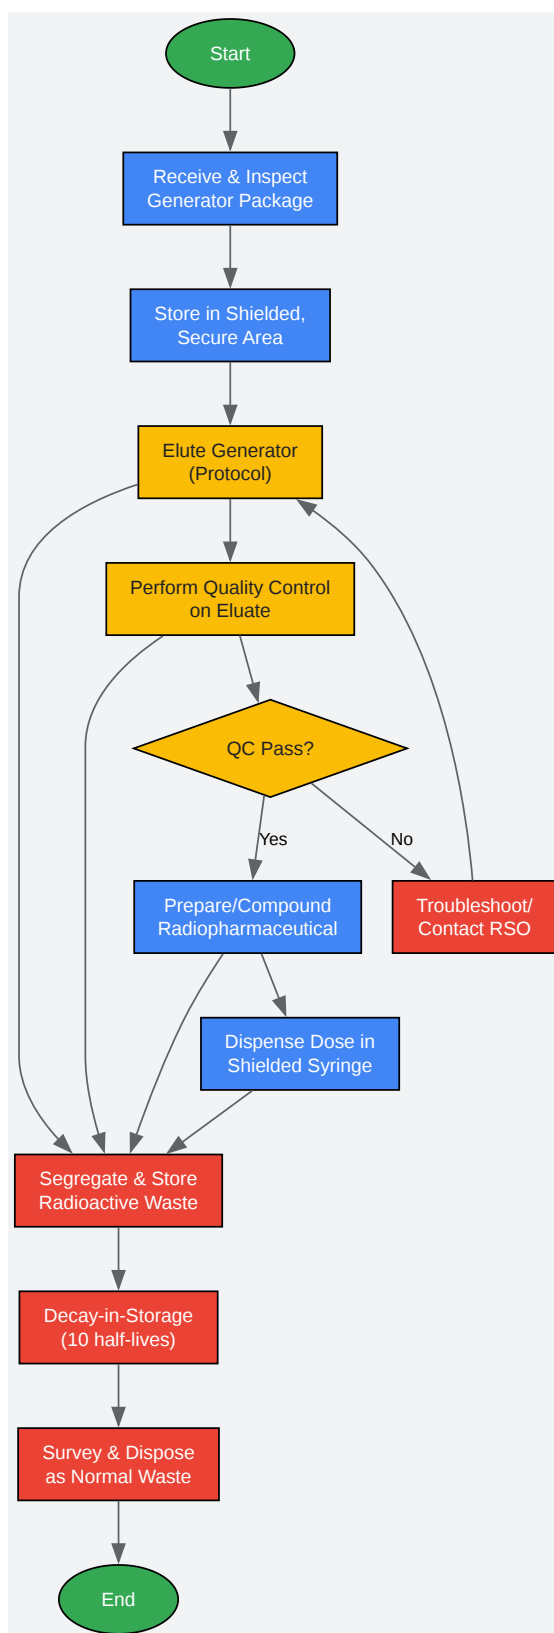 Start
Receive & Inspect
Generator Package
Store in Shielded,
Secure Area
Elute Generator
(Protocol)
Perform Quality Control
on Eluate
QC Pass?
Yes
No
Prepare/Compound
Radiopharmaceutical
Troubleshoot/
Contact RSO
Dispense Dose in
Shielded Syringe
Segregate & Store
Radioactive Waste
Decay-in-Storage
(10 half-lives)
Survey & Dispose
as Normal Waste
End